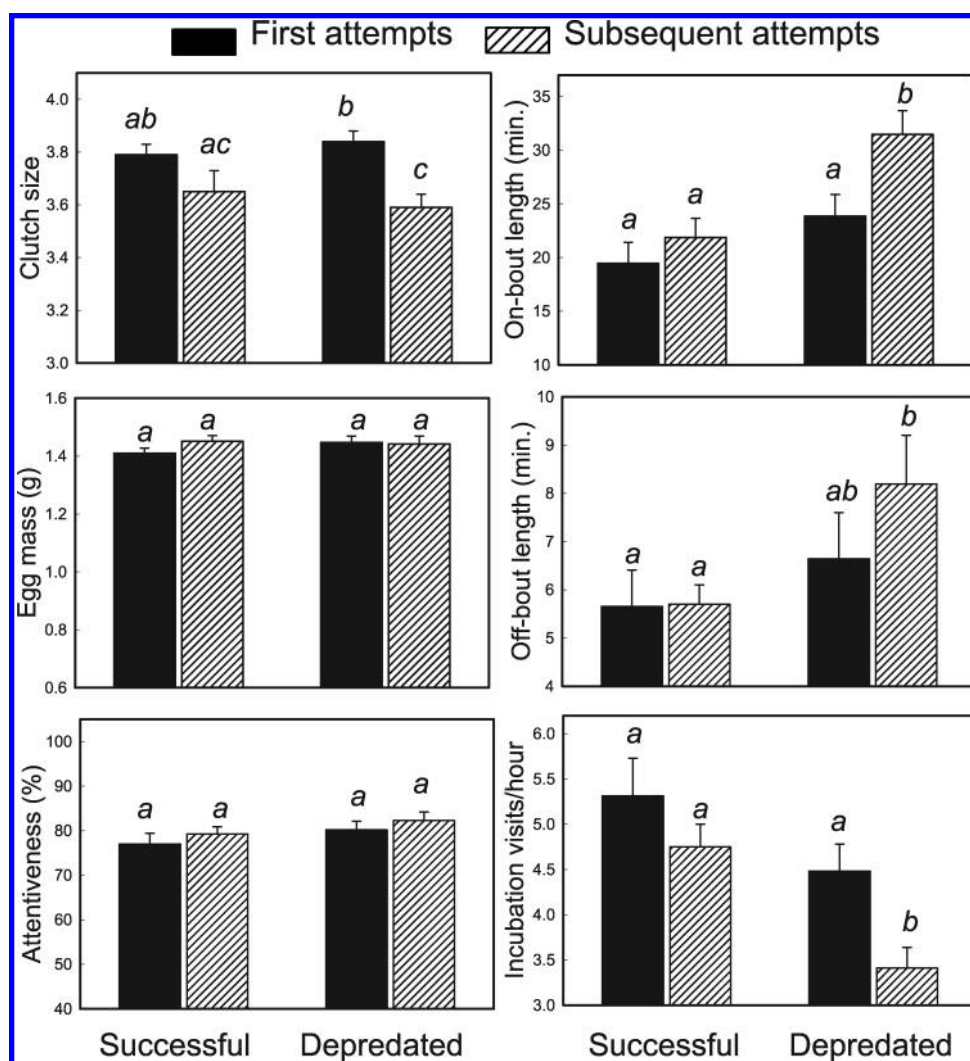 First attempts Subsequent attempts
Clutch size
4.0
3.8
3.6
3.4
3.2
3.0
ab
ac
b
c
On-bout length (min.)
35
30
25
20
15
10
a
a
a
b
Egg mass (g)
1.6
1.4
1.2
1.0
0.8
0.6
a
a
a
a
Off-bout length (min.)
10
9
8
7
6
5
4
a
a
ab
b
Attentiveness (%)
100
90
80
70
60
50
40
a
a
a
a
Successful Depredated
Incubation visits/hour
6.0
5.5
5.0
4.5
4.0
3.5
3.0
a
a
a
b
Successful Depredated